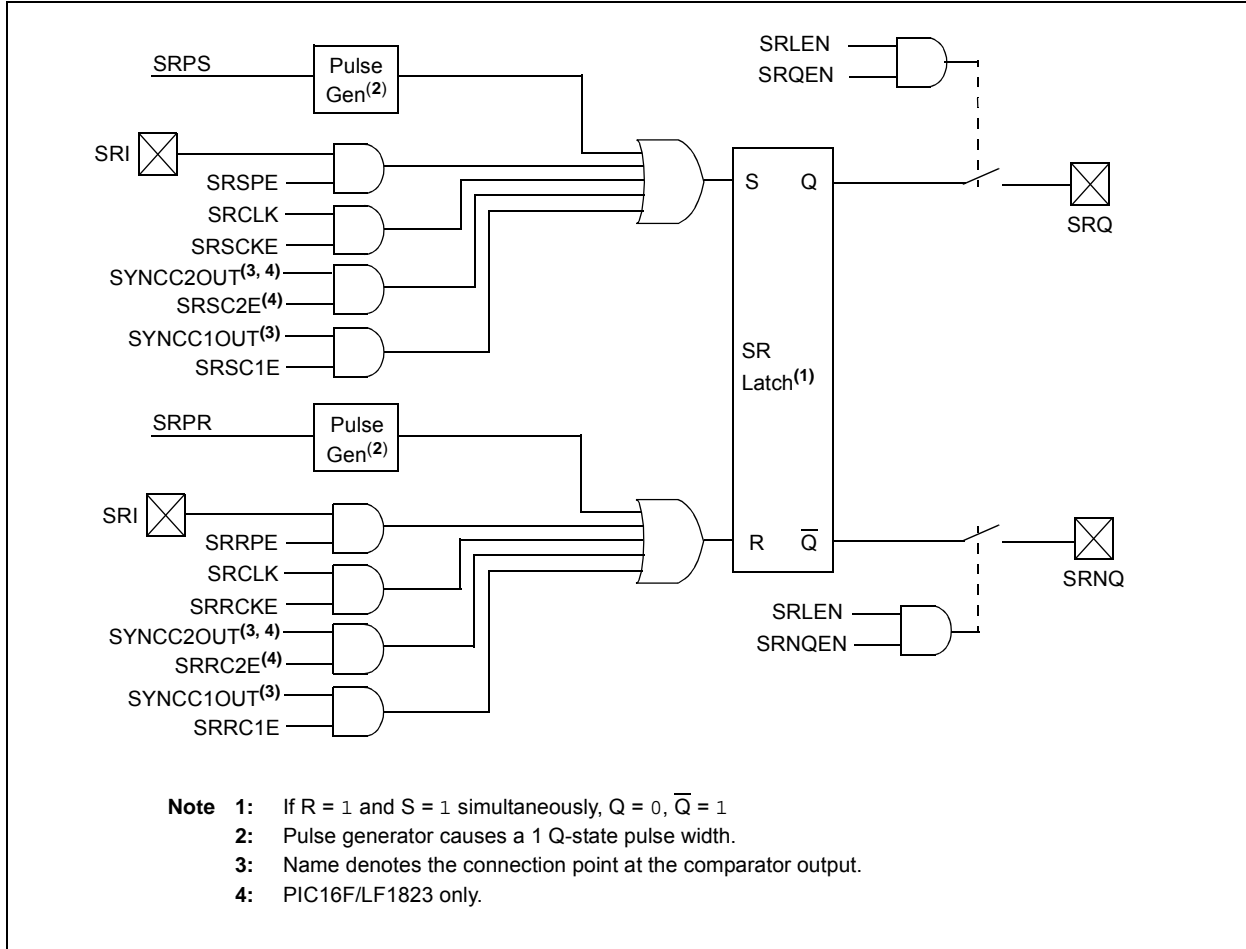 SRLEN
SRQEN
SRPS
Pulse
Gen(2)
SRI
SRSPE
SRCLK
SRSCKE
SYNCC2OUT(3, 4)
SRSC2E(4)
SYNCC1OUT(3)
SRSC1E
S Q
SRQ
SR
Latch(1)
SRPR
Pulse
Gen(2)
SRI
SRRPE
SRCLK
SRRCKE
SYNCC2OUT(3, 4)
SRRC2E(4)
SYNCC1OUT(3)
SRRC1E
R Q̅
SRNQ
SRLEN
SRNQEN
Note 1: If R = 1 and S = 1 simultaneously, Q = 0, Q̅ = 1
2: Pulse generator causes a 1 Q-state pulse width.
3: Name denotes the connection point at the comparator output.
4: PIC16F/LF1823 only.